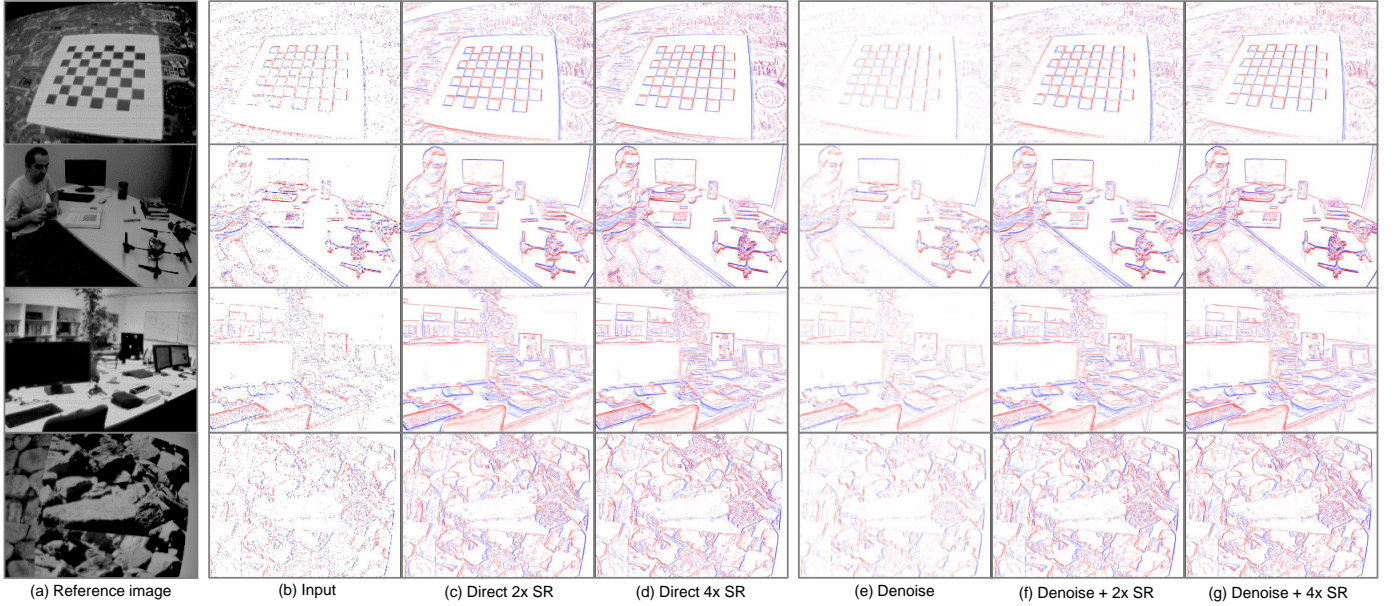 (a) Reference image
(b) Input
(c) Direct 2x SR
(d) Direct 4x SR
(e) Denoise
(f) Denoise + 2x SR
(g) Denoise + 4x SR